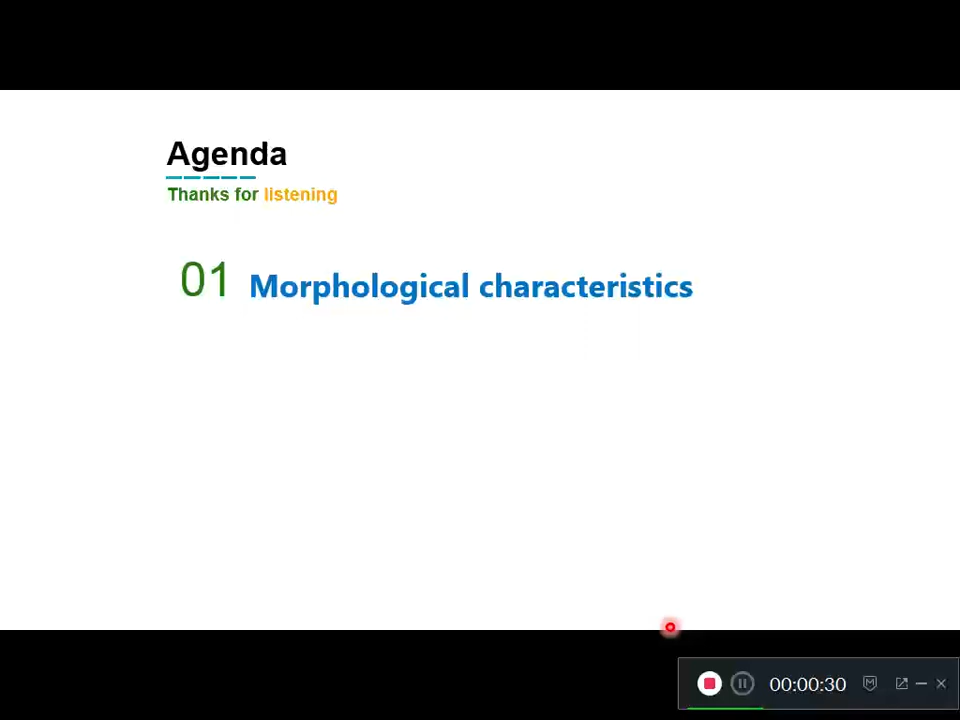 Agenda
Thanks for listening
01 Morphological characteristics
00:00:30